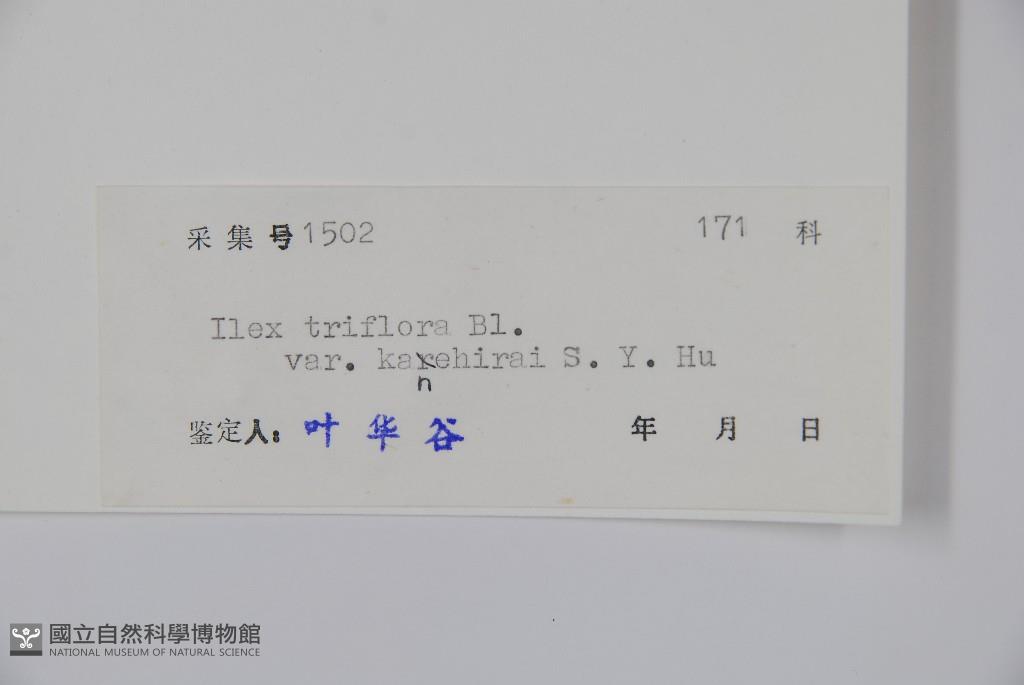 采集号1502 171 科
Ilex triflora Bl.
var. karehirai S. Y. Hu
n
鉴定人: 叶华谷 年 月 日
國立自然科學博物館
NATIONAL MUSEUM OF NATURAL SCIENCE